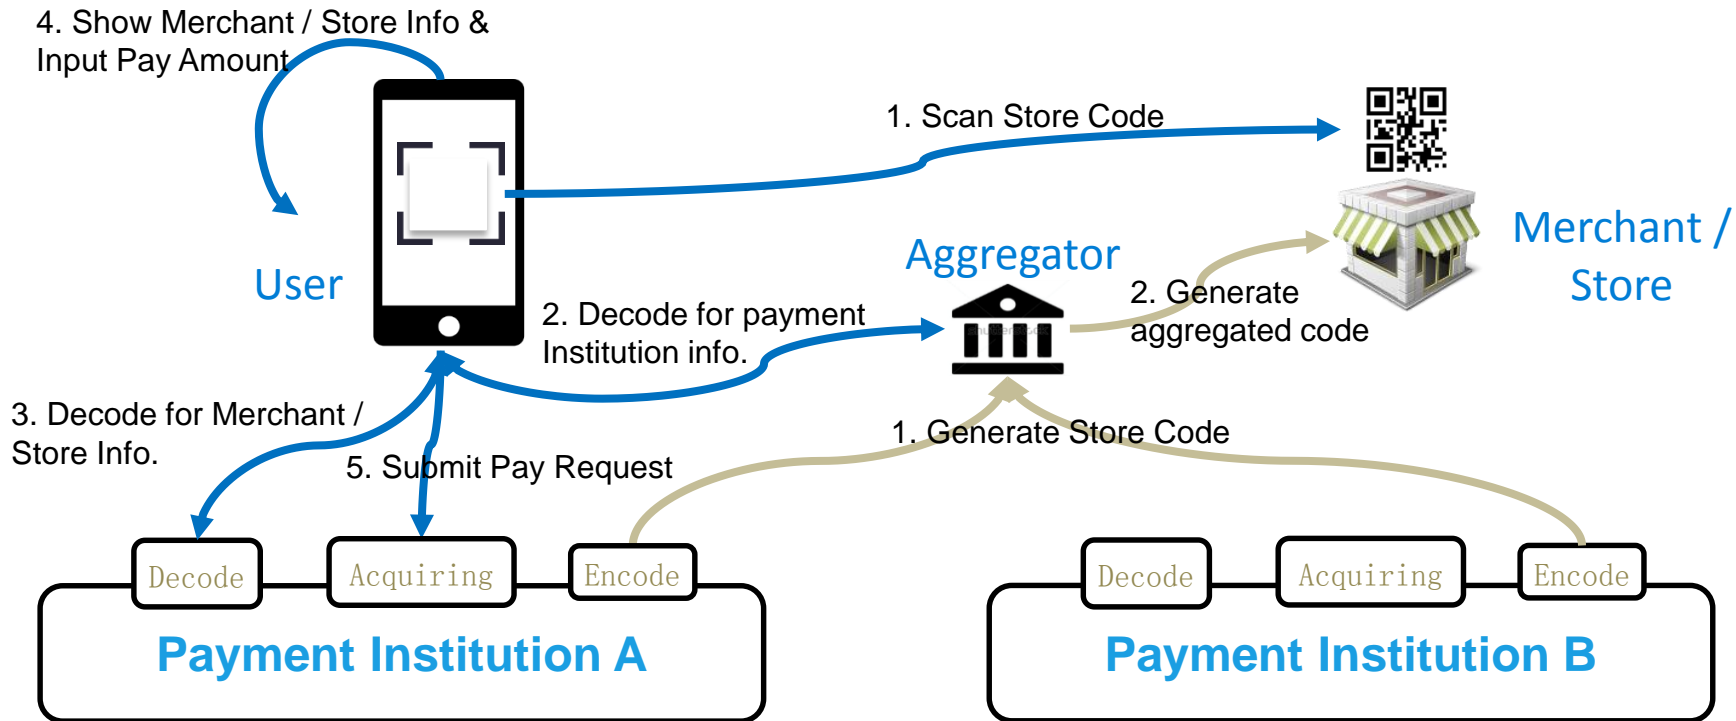 4. Show Merchant / Store Info &
Input Pay Amount
1. Scan Store Code
User
Aggregator
Merchant /
Store
2. Generate
aggregated code
2. Decode for payment
Institution info.
3. Decode for Merchant /
Store Info.
1. Generate Store Code
5. Submit Pay Request
Decode
Acquiring
Encode
Decode
Acquiring
Encode
Payment Institution A
Payment Institution B